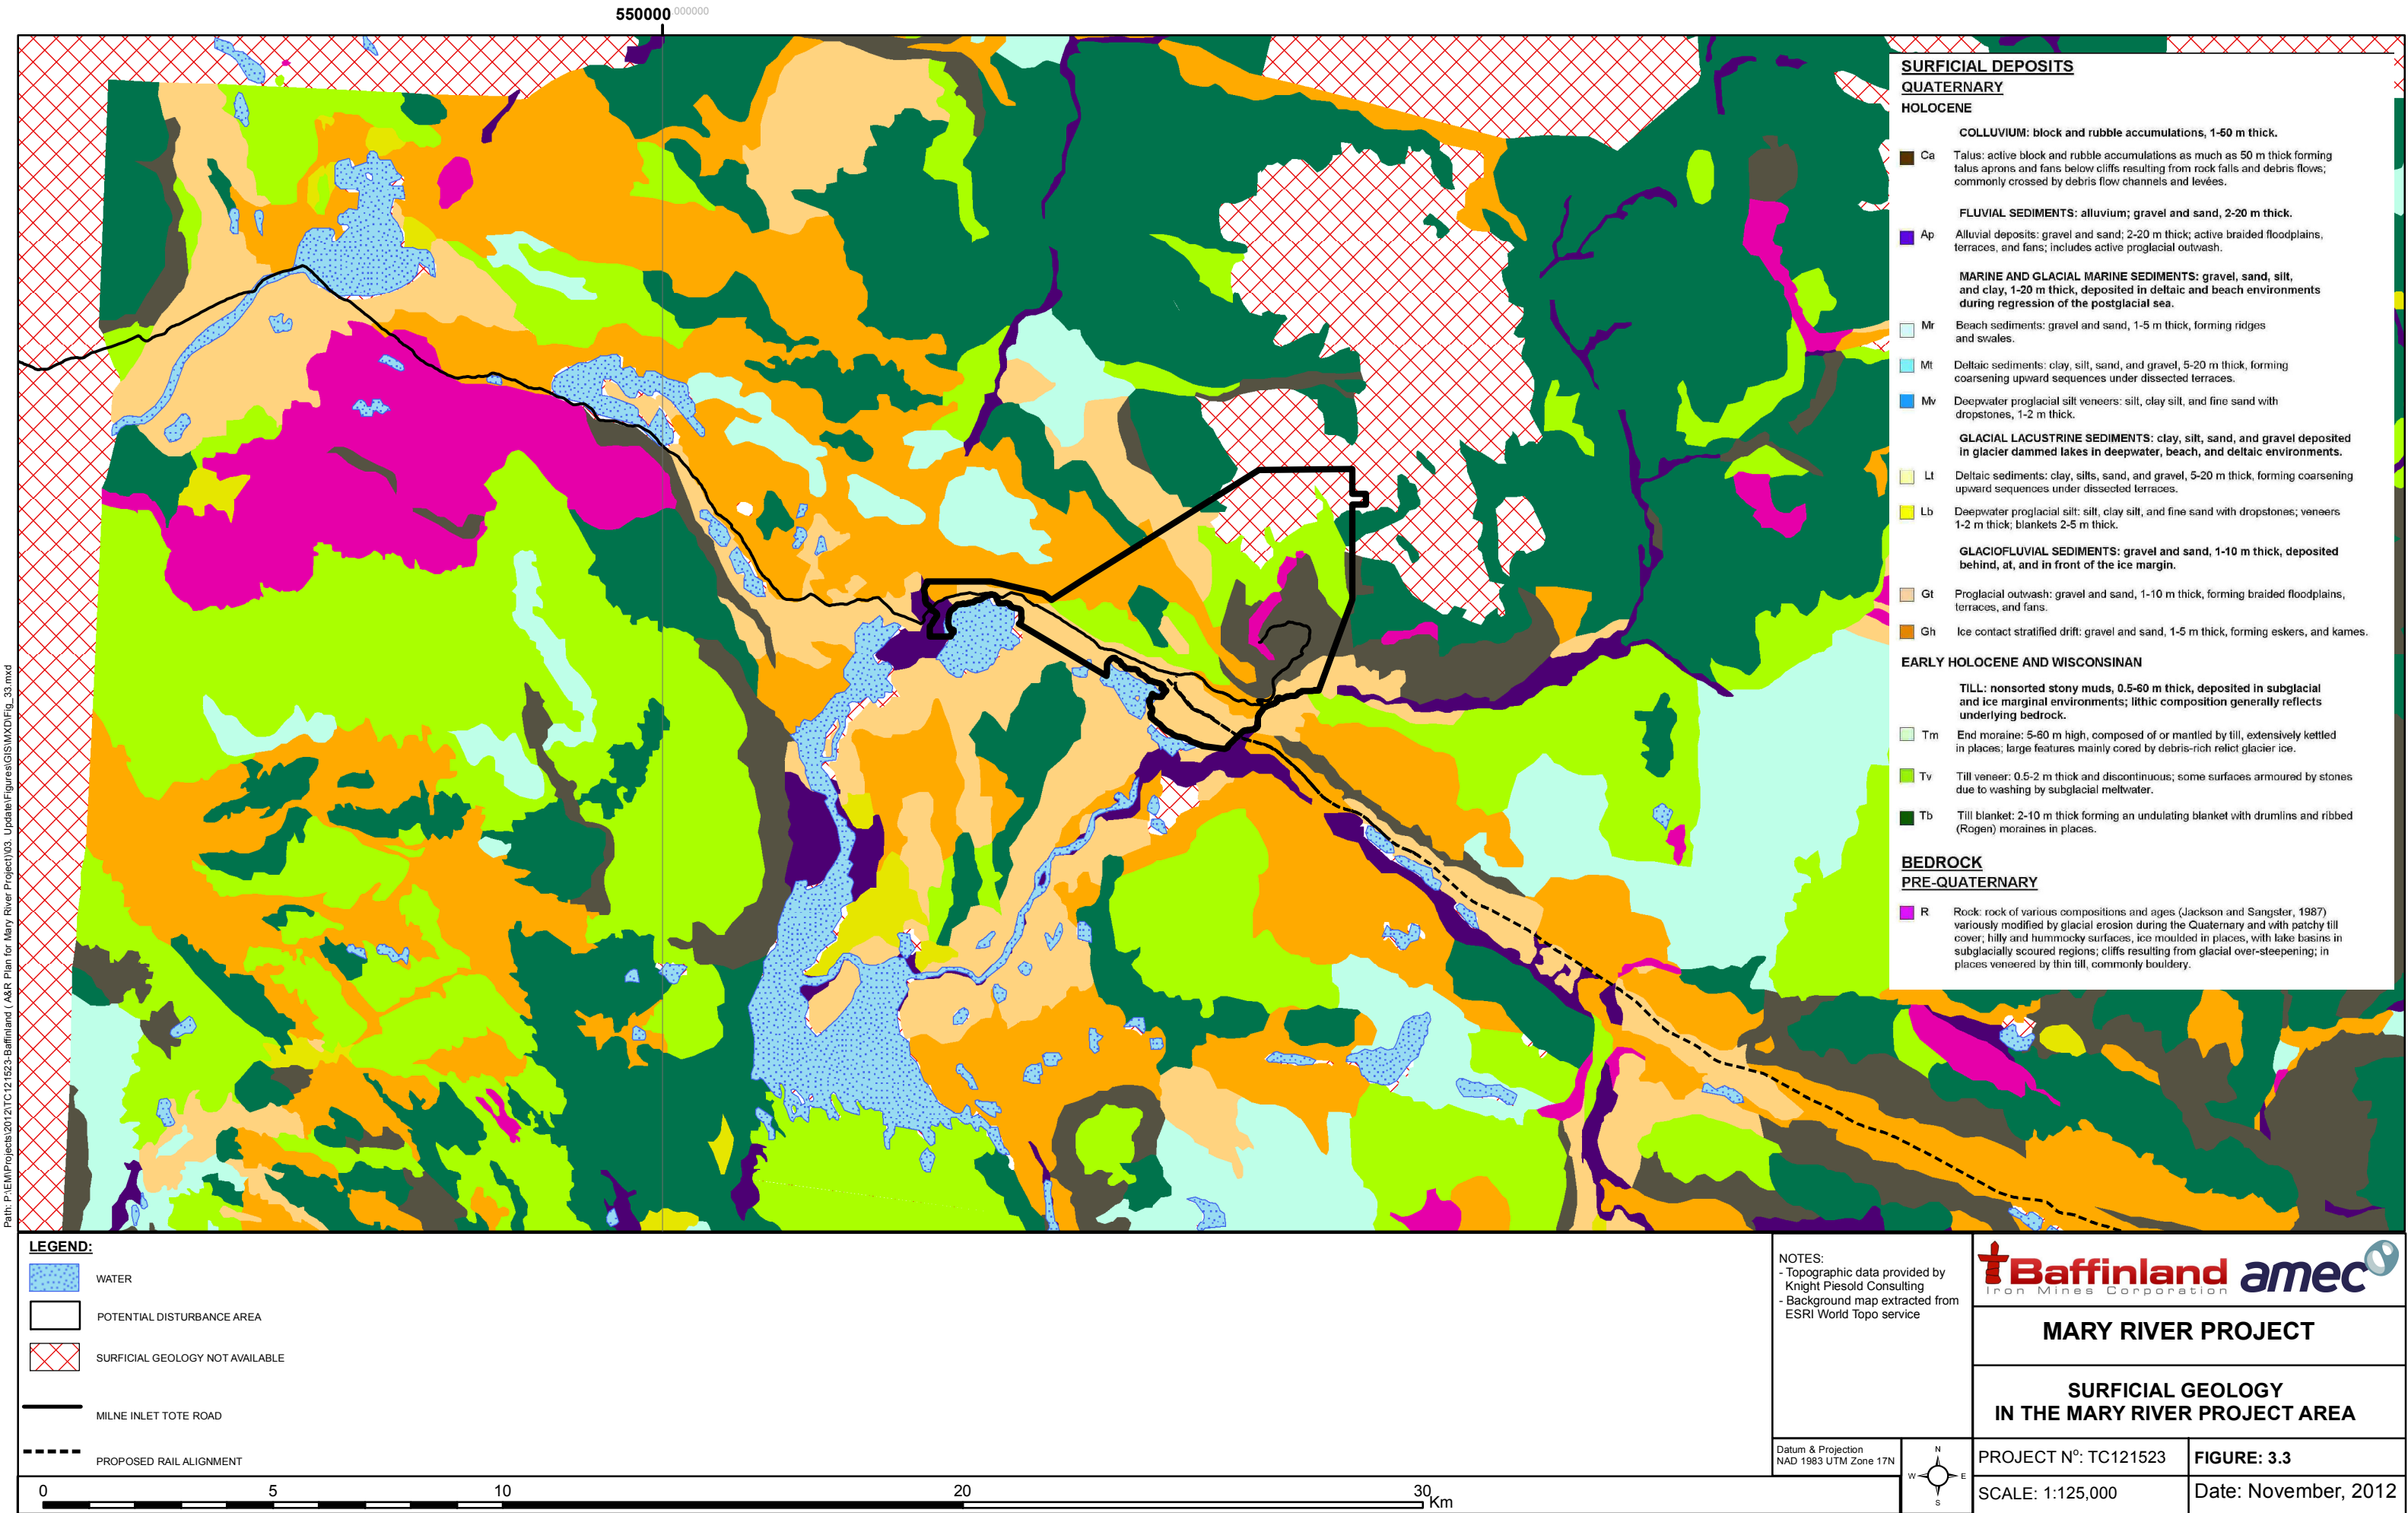 550000.000000
SURFICIAL DEPOSITS
QUATERNARY
HOLOCENE
COLLUVIUM: block and rubble accumulations, 1-60 m thick.
Ca Talus: active block and rubble accumulations as much as 50 m thick forming
talus aprons and fans below cliffs resulting from rock falls and debris flows;
commonly crossed by debris flow channels and levées.
FLUVIAL SEDIMENTS: alluvium; gravel and sand, 2-20 m thick.
Ap Alluvial deposits: gravel and sand; 2-20 m thick; active braided floodplains,
terraces, and fans; includes active proglacial outwash.
MARINE AND GLACIAL MARINE SEDIMENTS: gravel, sand, silt,
and clay, 1-20 m thick, deposited in deltaic and beach environments
during regression of the postglacial sea.
Mr Beach sediments: gravel and sand, 1-5 m thick, forming ridges
and swales.
Mt Deltaic sediments: clay, silt, sand, and gravel, 5-20 m thick, forming
coarsening upward sequences under dissected terraces.
Mv Deepwater proglacial silt veneers: silt, clay silt, and fine sand with
dropstones, 1-2 m thick.
GLACIAL LACUSTRINE SEDIMENTS: clay, silt, sand, and gravel deposited
in glacier dammed lakes in deepwater, beach, and deltaic environments.
Lt Deltaic sediments: clay, silts, sand, and gravel, 5-20 m thick, forming coarsening
upward sequences under dissected terraces.
Lb Deepwater proglacial silt: silt, clay silt, and fine sand with dropstones; veneers
1-2 m thick; blankets 2-5 m thick.
GLACIOFLUVIAL SEDIMENTS: gravel and sand, 1-10 m thick, deposited
behind, at, and in front of the ice margin.
Gt Proglacial outwash: gravel and sand, 1-10 m thick, forming braided floodplains,
terraces, and fans.
Gh Ice contact stratified drift: gravel and sand, 1-5 m thick, forming eskers, and kames.
EARLY HOLOCENE AND WISCONSINAN
TILL: nonsorted stony muds, 0.5-60 m thick, deposited in subglacial
and ice marginal environments; lithic composition generally reflects
underlying bedrock.
Tm End moraine: 5-60 m high, composed of or mantled by till, extensively kettled
in places; large features mainly cored by debris-rich relict glacier ice.
Tv Till veneer: 0.5-2 m thick and discontinuous; some surfaces armoured by stones
due to washing by subglacial meltwater.
Tb Till blanket: 2-10 m thick forming an undulating blanket with drumlins and ribbed
(Rogen) moraines in places.
BEDROCK
PRE-QUATERNARY
R Rock: rock of various compositions and ages (Jackson and Sangster, 1987)
variously modified by glacial erosion during the Quaternary and with patchy till
cover; hilly and hummocky surfaces, ice moulded in places, with lake basins in
subglacially scoured regions; cliffs resulting from glacial over-steepening; in
places veneered by thin till, commonly bouldery.
Path: P:\EM\Projects\2012\TC121523-Baffinland ( A&R Plan for Mary River Project)\03. Update\Figures\GIS\MXD\Fig_33.mxd
LEGEND:
WATER
POTENTIAL DISTURBANCE AREA
SURFICIAL GEOLOGY NOT AVAILABLE
MILNE INLET TOTE ROAD
PROPOSED RAIL ALIGNMENT
0 5 10 20 30 Km
NOTES:
- Topographic data provided by
Knight Piesold Consulting
- Background map extracted from
ESRI World Topo service
Datum & Projection
NAD 1983 UTM Zone 17N
N
W E
S
Baffinland
Iron Mines Corporation
amec
MARY RIVER PROJECT
SURFICIAL GEOLOGY
IN THE MARY RIVER PROJECT AREA
PROJECT Nº: TC121523
FIGURE: 3.3
SCALE: 1:125,000
Date: November, 2012